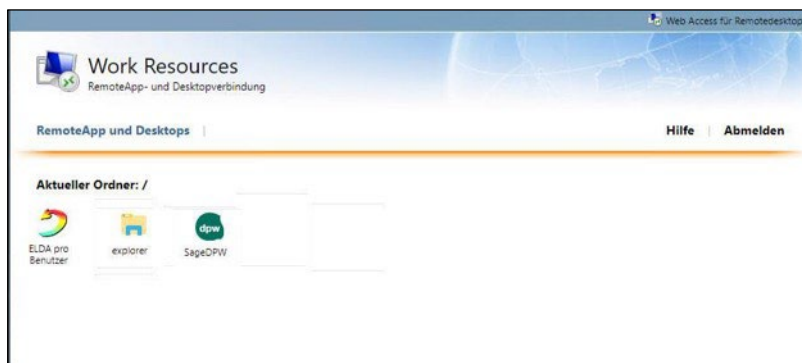 Web Access für Remotedesktop
Work Resources
RemoteApp- und Desktopverbindung
RemoteApp und Desktops |
Hilfe | Abmelden
Aktueller Ordner: /
dpw
ELDA pro
Benutzer
explorer
SageDPW